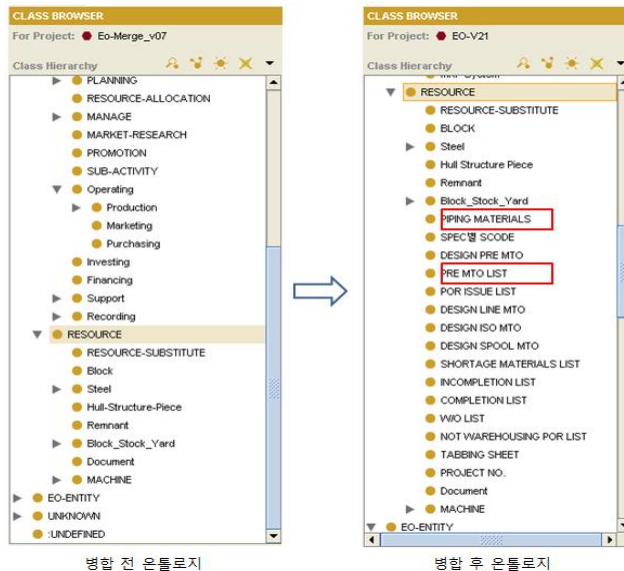 CLASS BROWSER
For Project: Eo-Merge_v07
Class Hierarchy
PLANNING
RESOURCE-ALLOCATION
MANAGE
MARKET-RESEARCH
PROMOTION
SUB-ACTIVITY
Operating
Production
Marketing
Purchasing
Investing
Financing
Support
Recording
RESOURCE
RESOURCE-SUBSTITUTE
Block
Steel
Hull-Structure-Piece
Remnant
Block_Stock_Yard
Document
MACHINE
EO-ENTITY
UNKNOWN
:UNDEFINED
병합 전 온톨로지
CLASS BROWSER
For Project: EO-V21
Class Hierarchy
RESOURCE
RESOURCE-SUBSTITUTE
BLOCK
Steel
Hull Structure Piece
Remnant
Block_Stock_Yard
PIPING MATERIALS
SPEC별 SCODE
DESIGN PRE MTO
PRE MTO LIST
POR ISSUE LIST
DESIGN LINE MTO
DESIGN ISO MTO
DESIGN SPOOL MTO
SHORTAGE MATERIALS LIST
INCOMPLETION LIST
COMPLETION LIST
W/O LIST
NOT WAREHOUSING POR LIST
TABBING SHEET
PROJECT NO.
Document
MACHINE
EO-ENTITY
병합 후 온톨로지